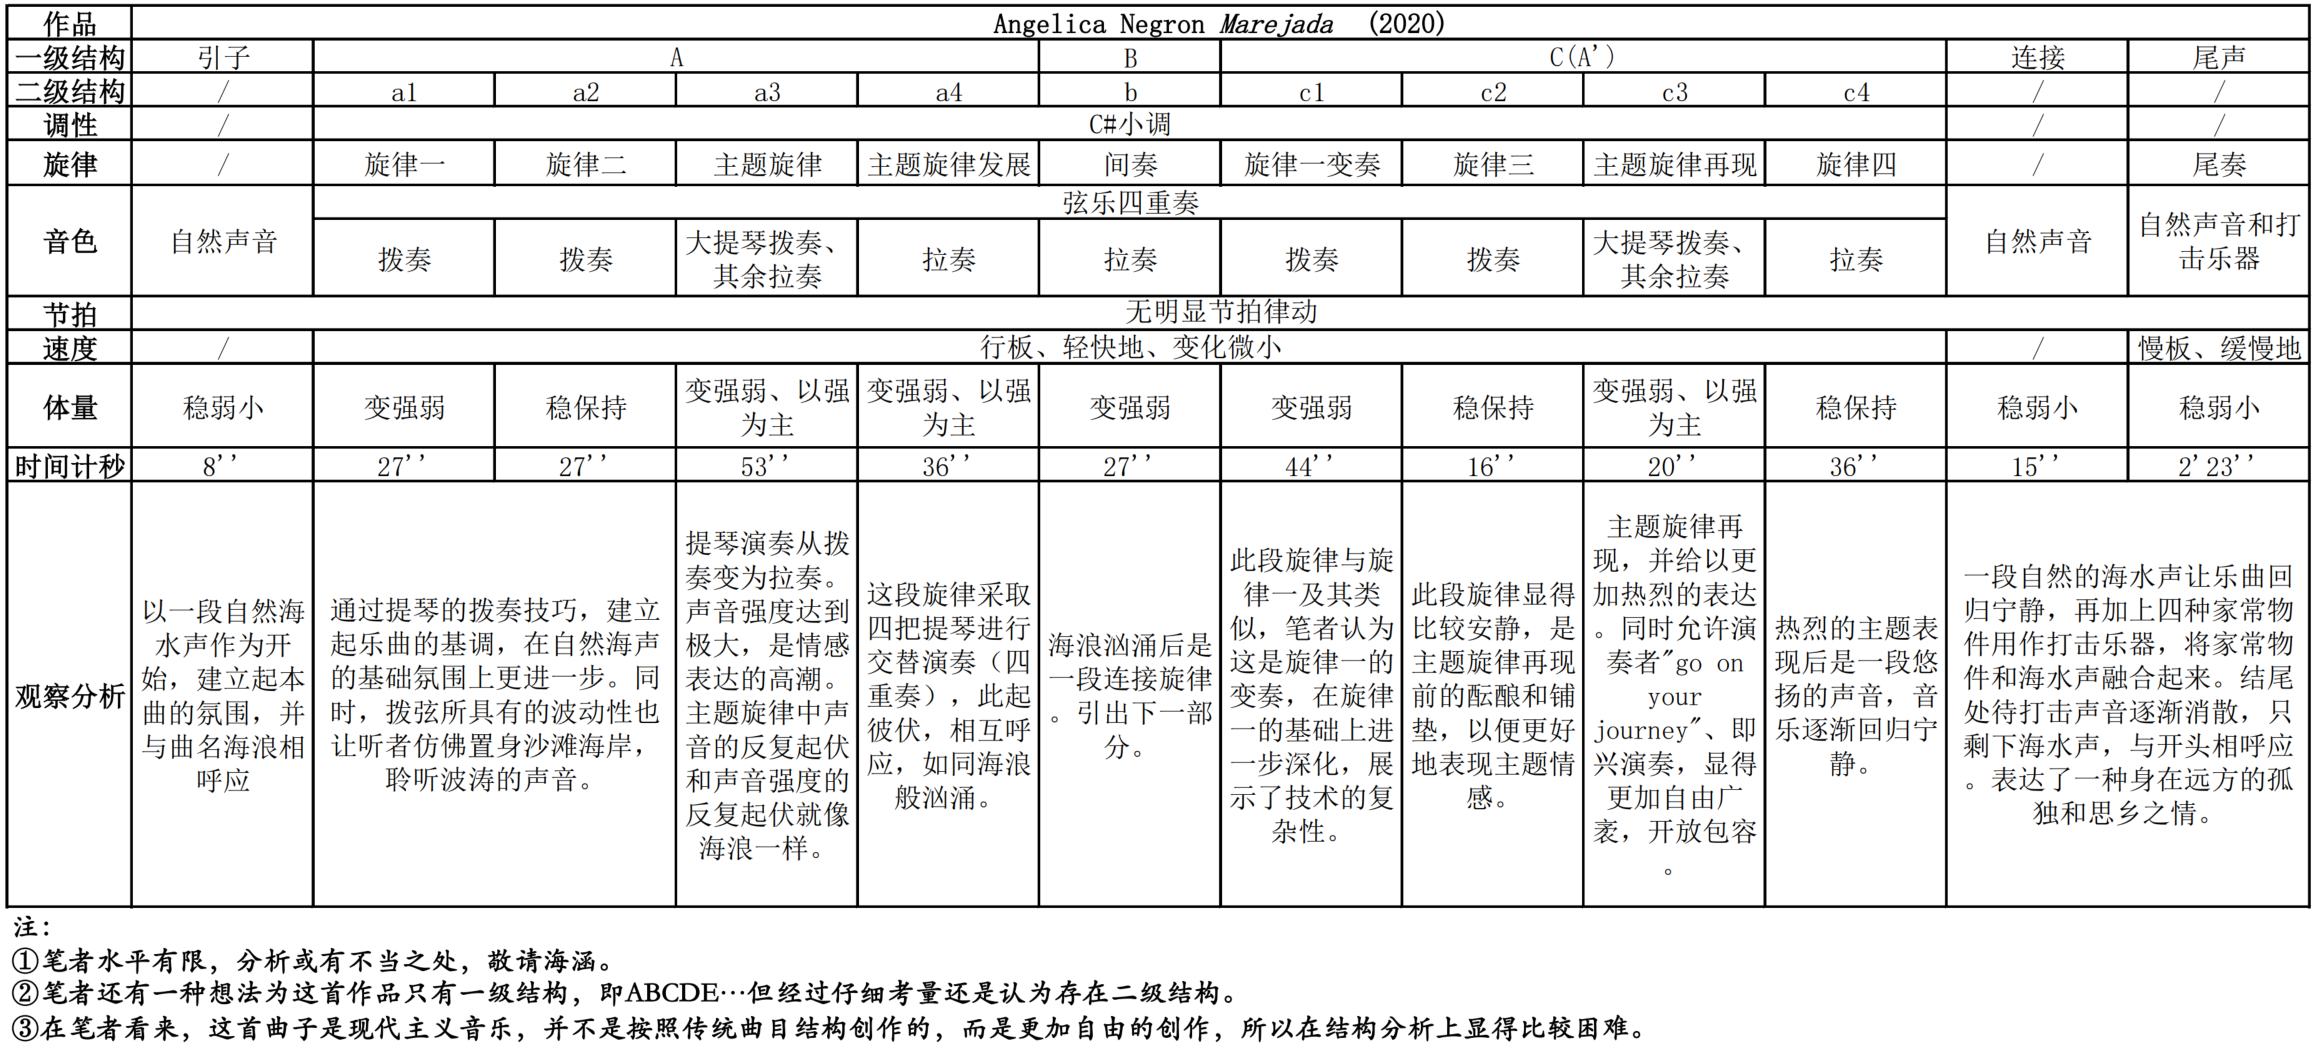 作品 Angelica Negron Marejada (2020)
一级结构 引子 A B C(A') 连接 尾声
二级结构 / a1 a2 a3 a4 b c1 c2 c3 c4 / /
调性 / C#小调 / /
旋律 / 旋律一 旋律二 主题旋律 主题旋律发展 间奏 旋律一变奏 旋律三 主题旋律再现 旋律四 / 尾奏
音色 自然声音 弦乐四重奏 自然声音 自然声音和打击乐器
拨奏 拨奏 大提琴拨奏、其余拉奏 拉奏 拉奏 拨奏 拨奏 大提琴拨奏、其余拉奏 拉奏
节拍 无明显节拍律动
速度 / 行板、轻快地、变化微小 / 慢板、缓慢地
体量 稳弱小 变强弱 稳保持 变强弱、以强为主 变强弱、以强为主 变强弱 变强弱 稳保持 变强弱、以强为主 稳保持 稳弱小 稳弱小
时间计秒 8'' 27'' 27'' 53'' 36'' 27'' 44'' 16'' 20'' 36'' 15'' 2'23''
观察分析
以一段自然海
水声作为开
始，建立起本
曲的氛围，并
与曲名海浪相
呼应
通过提琴的拨奏技巧，建立
起乐曲的基调，在自然海声
的基础氛围上更进一步。同
时，拨弦所具有的波动性也
让听者仿佛置身沙滩海岸，
聆听波涛的声音。
提琴演奏从拨
奏变为拉奏。
声音强度达到
极大，是情感
表达的高潮。
主题旋律中声
音的反复起伏
和声音强度的
反复起伏就像
海浪一样。
这段旋律采取
四把提琴进行
交替演奏（四
重奏），此起
彼伏，相互呼
应，如同海浪
般汹涌。
海浪汹涌后是
一段连接旋律
。引出下一部
分。
此段旋律与旋
律一及其类
似，笔者认为
这是旋律一的
变奏，在旋律
一的基础上进
一步深化，展
示了技术的复
杂性。
此段旋律显得
比较安静，是
主题旋律再现
前的酝酿和铺
垫，以便更好
地表现主题情
感。
主题旋律再
现，并给以更
加热烈的表达
。同时允许演
奏者"go on
your
journey"、即
兴演奏，显得
更加自由广
袤，开放包容
。
热烈的主题表
现后是一段悠
扬的声音，音
乐逐渐回归宁
静。
一段自然的海水声让乐曲回
归宁静，再加上四种家常物
件用作打击乐器，将家常物
件和海水声融合起来。结尾
处待打击声音逐渐消散，只
剩下海水声，与开头相呼应
。表达了一种身在远方的孤
独和思乡之情。
注：
①笔者水平有限，分析或有不当之处，敬请海涵。
②笔者还有一种想法为这首作品只有一级结构，即ABCDE…但经过仔细考量还是认为存在二级结构。
③在笔者看来，这首曲子是现代主义音乐，并不是按照传统曲目结构创作的，而是更加自由的创作，所以在结构分析上显得比较困难。